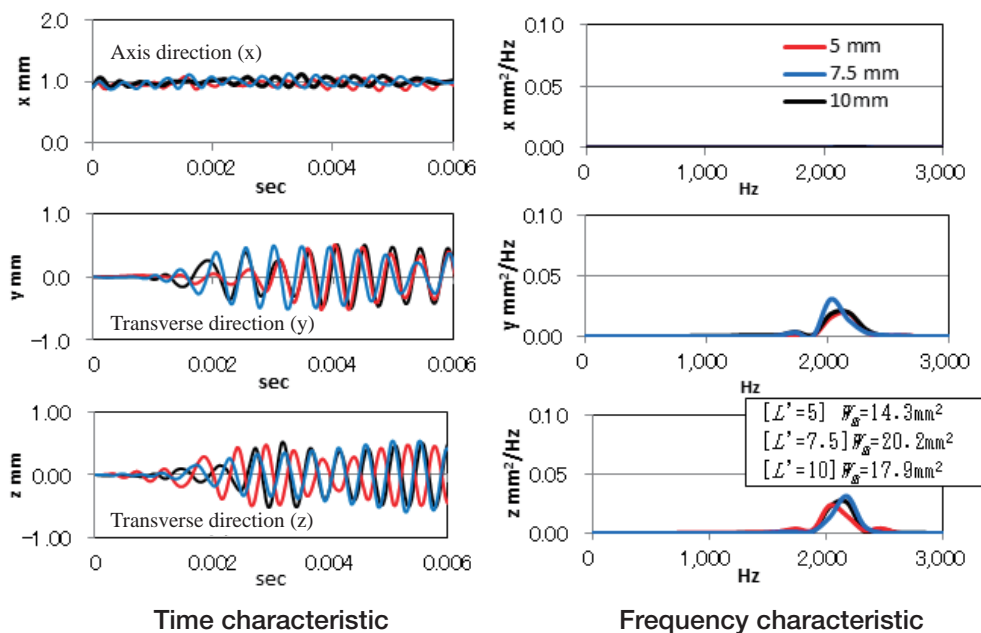 2.0
Axis direction (x)
x mm
1.0
0.0
0
0.002
0.004
0.006
sec
0.10
5 mm
7.5 mm
10mm
x mm²/Hz
0.05
0.00
0
1,000
2,000
3,000
Hz
1.0
y mm
0.0
Transverse direction (y)
-1.0
0
0.002
0.004
0.006
sec
0.10
y mm²/Hz
0.05
0.00
0
1,000
2,000
3,000
Hz
1.00
z mm
0.00
Transverse direction (z)
-1.00
0
0.002
0.004
0.006
sec
0.10
[L'=5] Wss=14.3mm²
[L'=7.5]Wss=20.2mm²
[L'=10]Wss=17.9mm²
z mm²/Hz
0.05
0.00
0
1,000
2,000
3,000
Hz
Time characteristic
Frequency characteristic